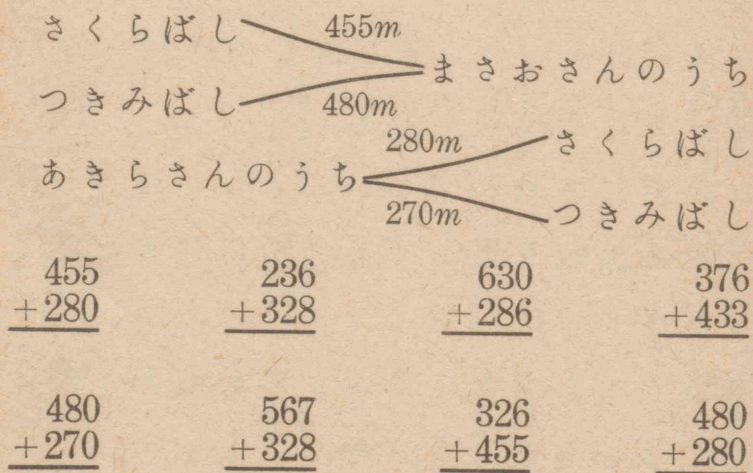 さくらばし 455m
まさおさんのうち
つきみばし 480m
280m さくらばし
あきらさんのうち
270m つきみばし
455 236 630 376
+280 +328 +286 +433
480 567 326 480
+270 +328 +455 +280